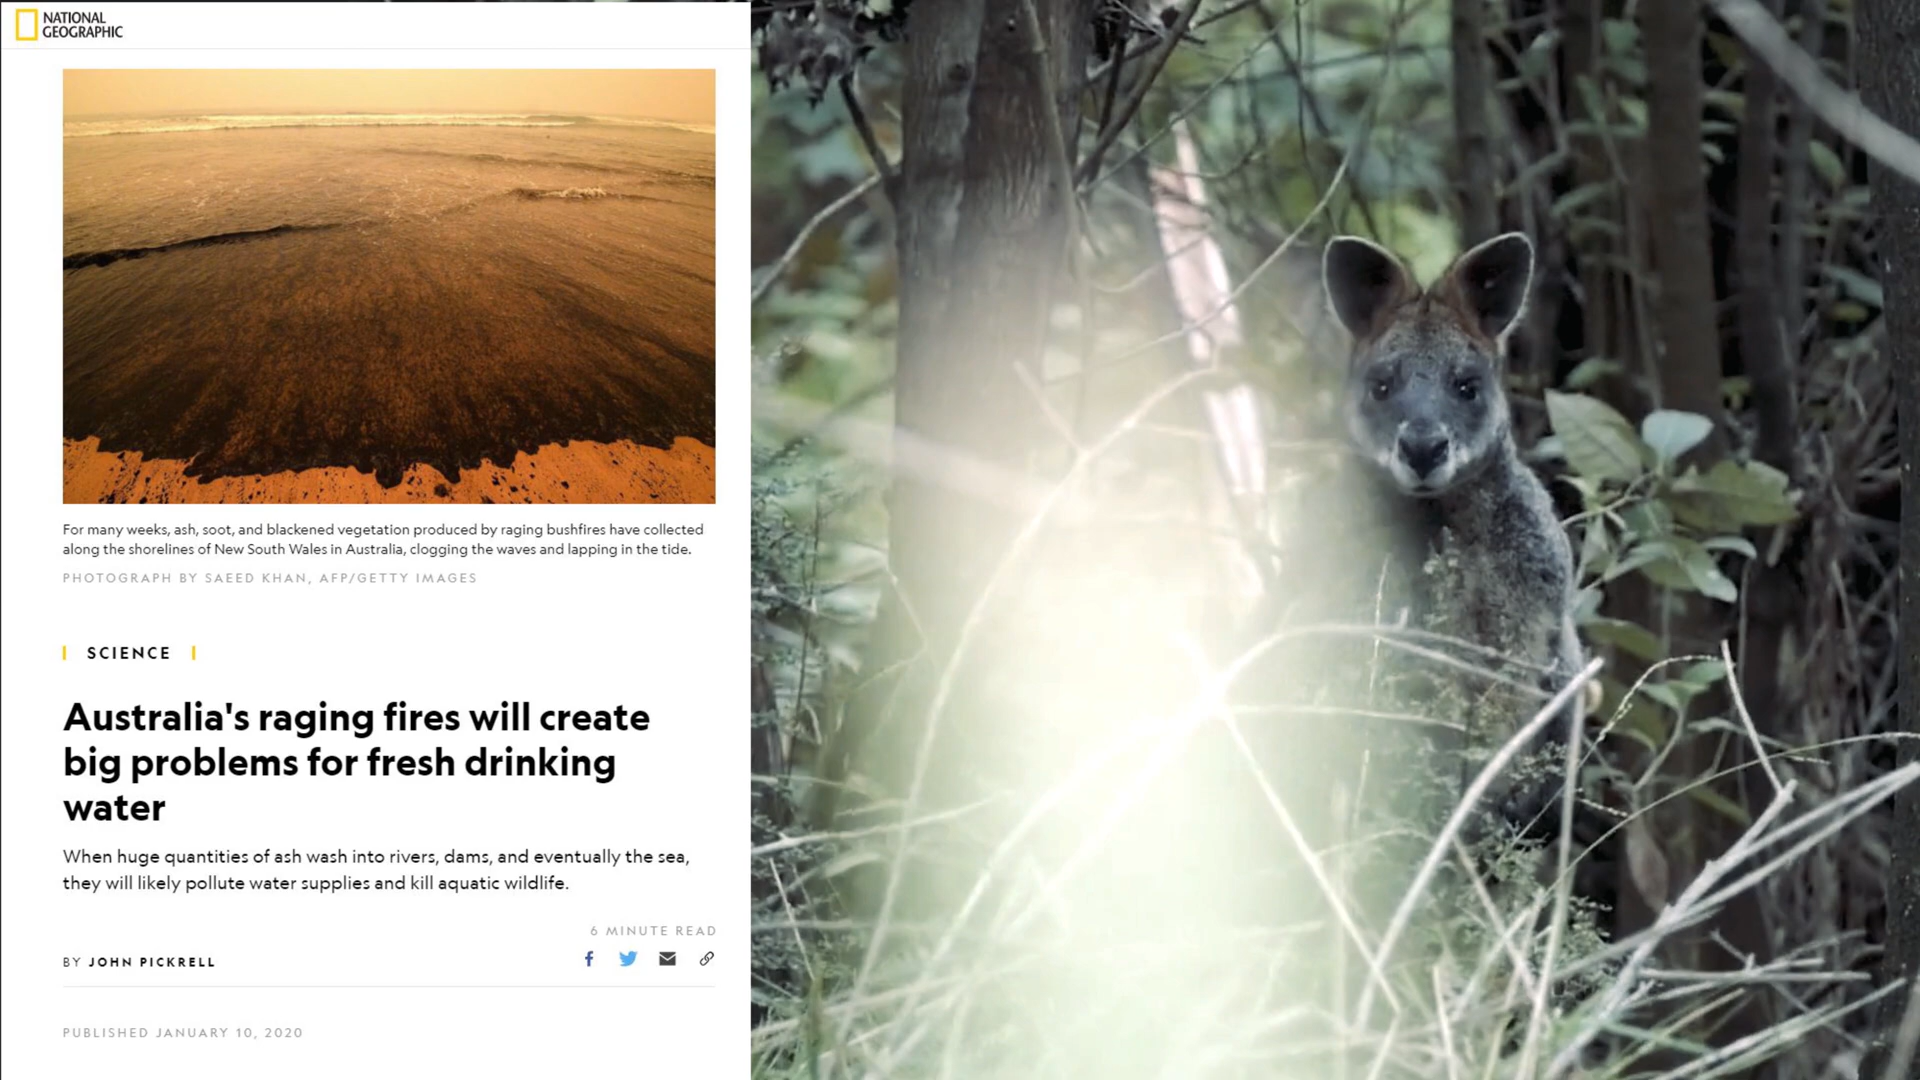 NATIONAL
GEOGRAPHIC
For many weeks, ash, soot, and blackened vegetation produced by raging bushfires have collected
along the shorelines of New South Wales in Australia, clogging the waves and lapping in the tide.
PHOTOGRAPH BY SAEED KHAN, AFP/GETTY IMAGES
SCIENCE
Australia's raging fires will create
big problems for fresh drinking
water
When huge quantities of ash wash into rivers, dams, and eventually the sea,
they will likely pollute water supplies and kill aquatic wildlife.
6 MINUTE READ
BY JOHN PICKRELL
PUBLISHED JANUARY 10, 2020